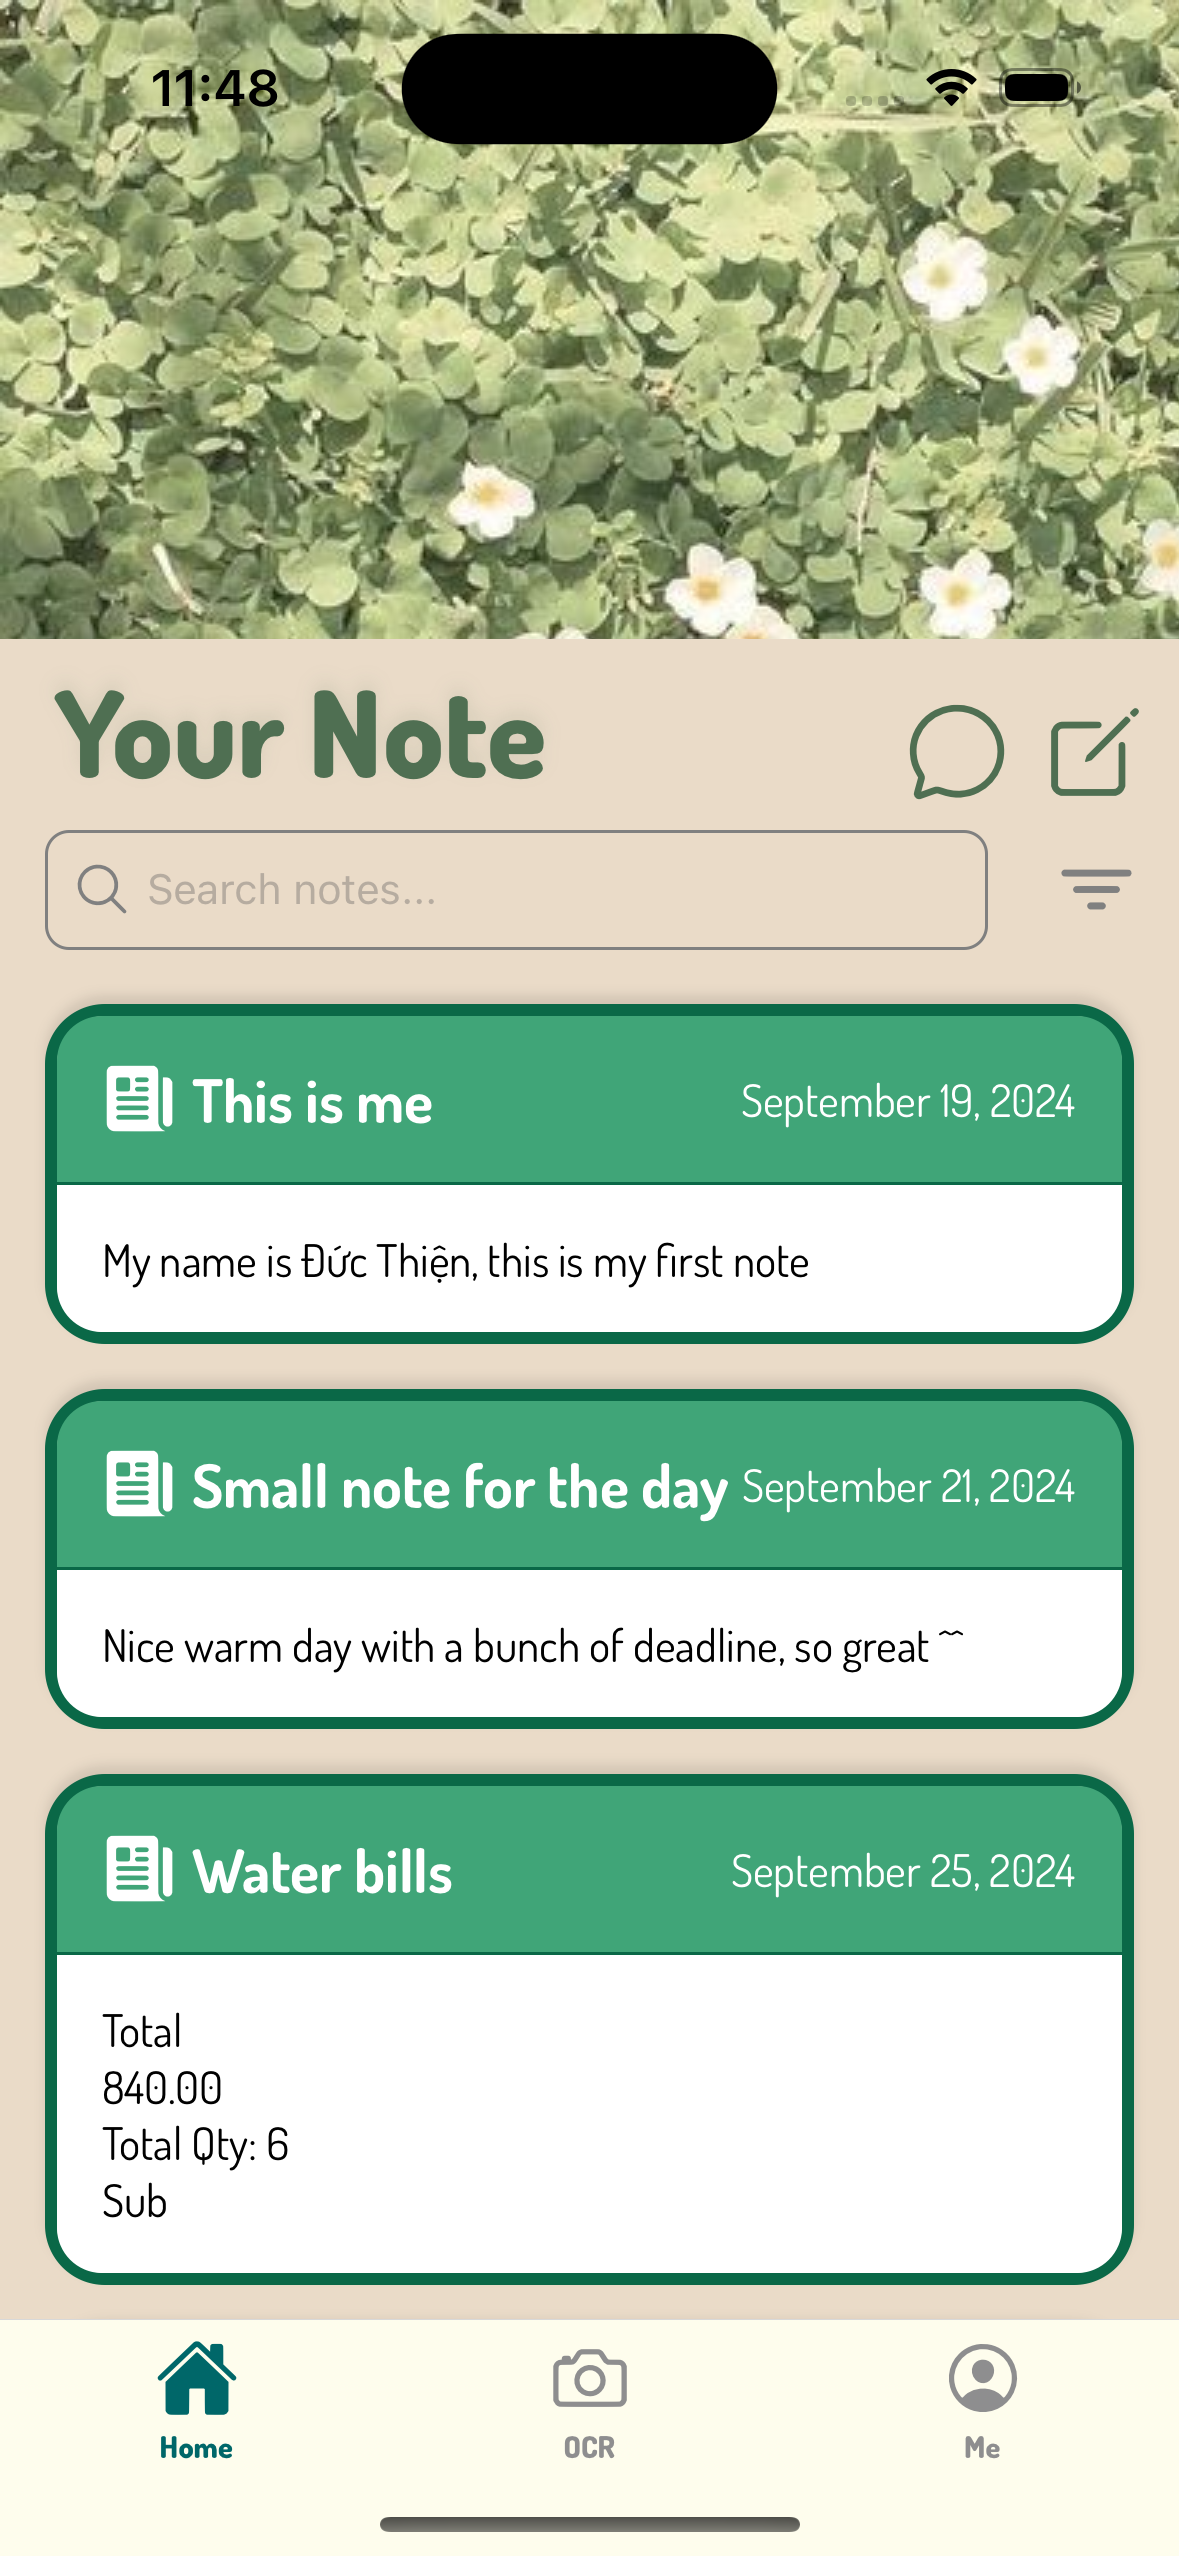 11:48
Your Note
Search notes...
This is me
September 19, 2024
My name is Đức Thiện, this is my first note
Small note for the day
September 21, 2024
Nice warm day with a bunch of deadline, so great ^^
Water bills
September 25, 2024
Total
840.00
Total Qty: 6
Sub
Home
OCR
Me